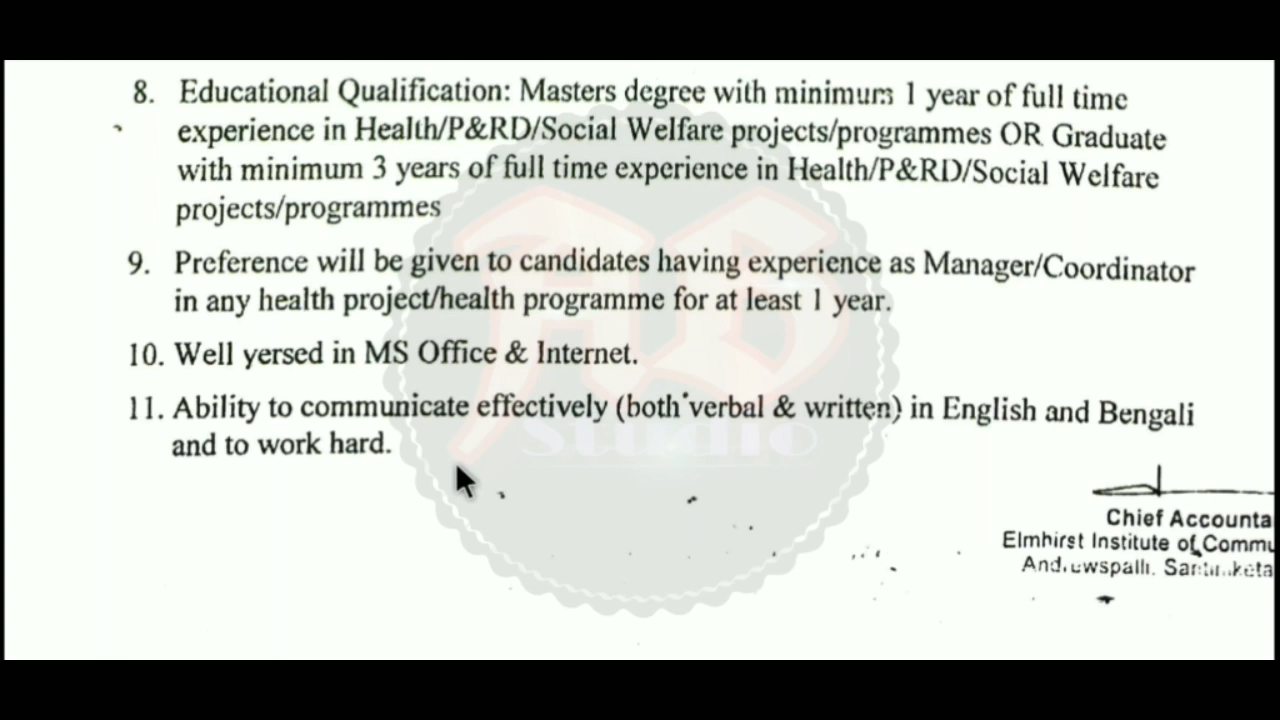 8. Educational Qualification: Masters degree with minimum 1 year of full time
experience in Health/P&RD/Social Welfare projects/programmes OR Graduate
with minimum 3 years of full time experience in Health/P&RD/Social Welfare
projects/programmes
9. Preference will be given to candidates having experience as Manager/Coordinator
in any health project/health programme for at least 1 year.
10. Well yersed in MS Office & Internet.
11. Ability to communicate effectively (both verbal & written) in English and Bengali
and to work hard.
Studio
Chief Accounta
Elmhirst Institute of Commu